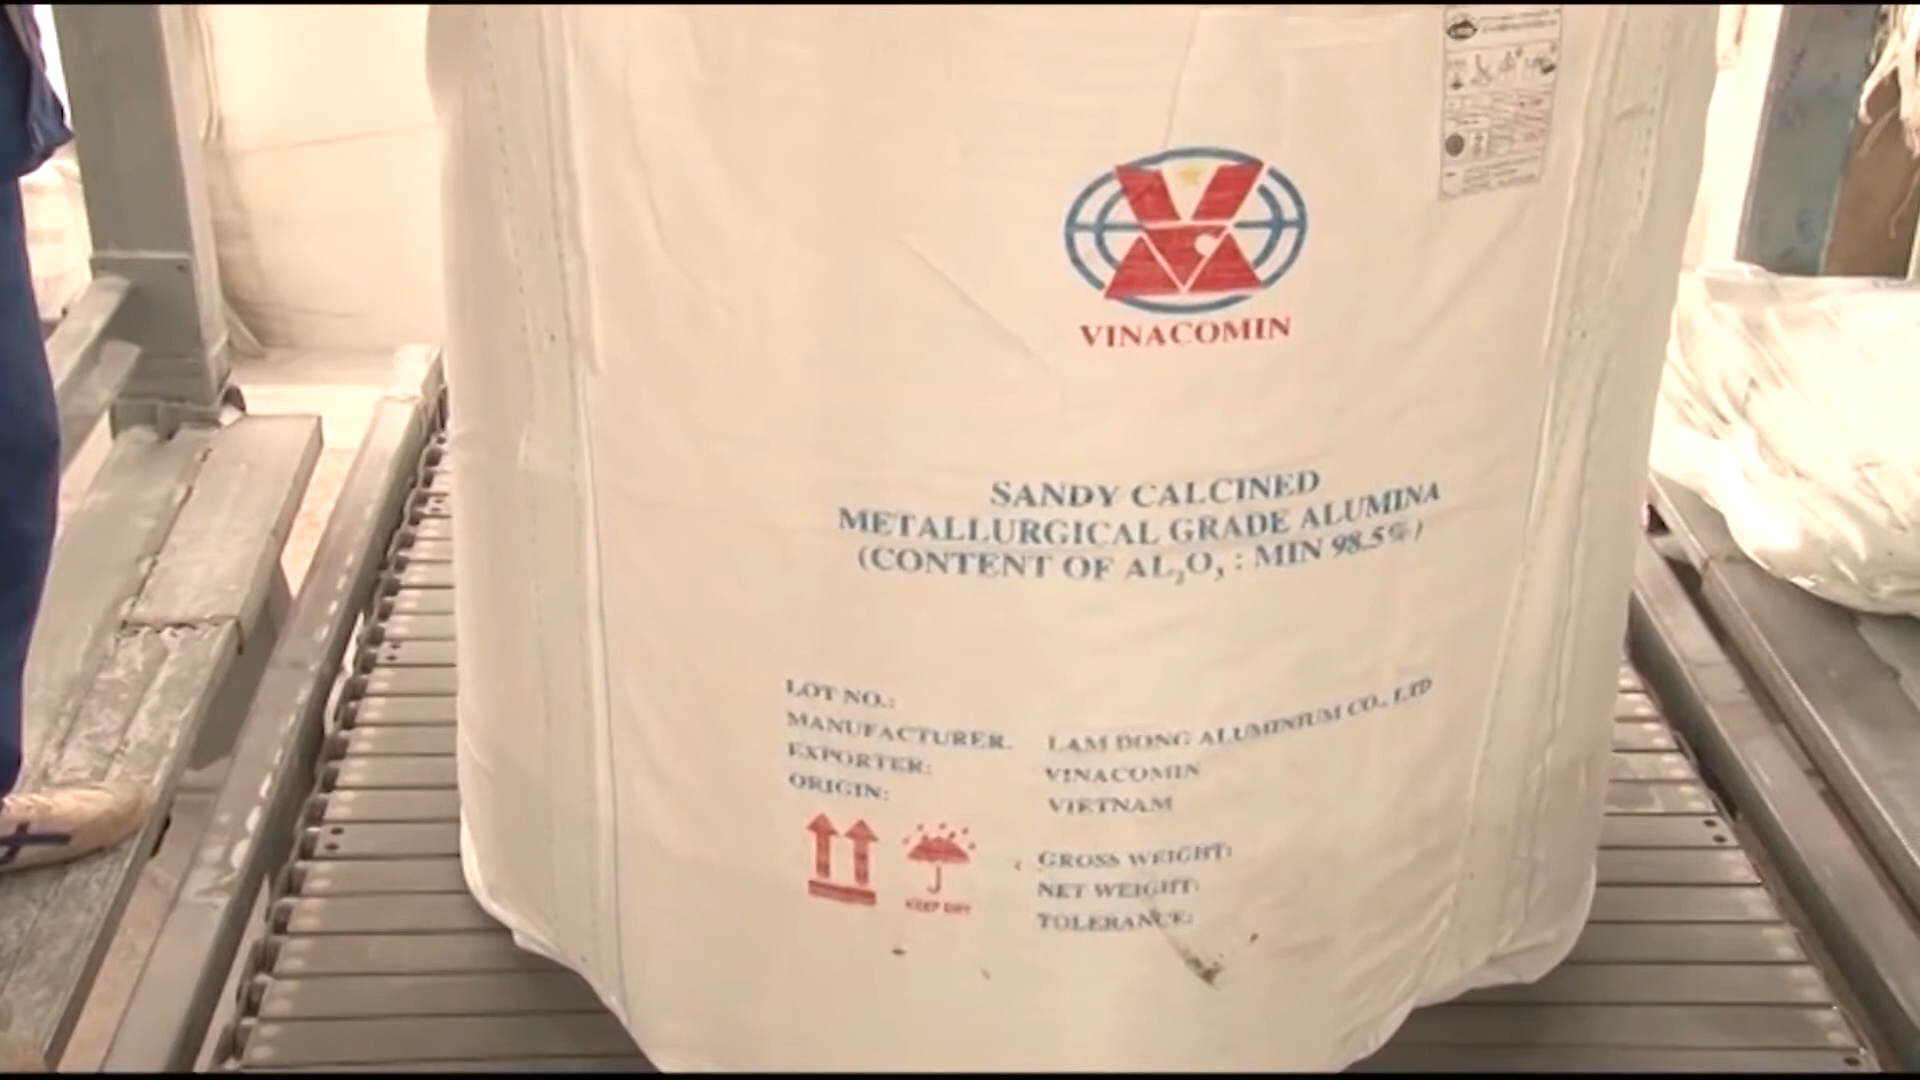 VINACOMIN
SANDY CALCINED
METALLURGICAL GRADE ALUMINA
(CONTENT OF AL₂O₃ : MIN 98.5%)
LOT NO.:
MANUFACTURER. LAM DONG ALUMINIUM CO., LTD
EXPORTER: VINACOMIN
ORIGIN: VIETNAM
KEEP DRY
GROSS WEIGHT:
NET WEIGHT:
TOLERANCE: